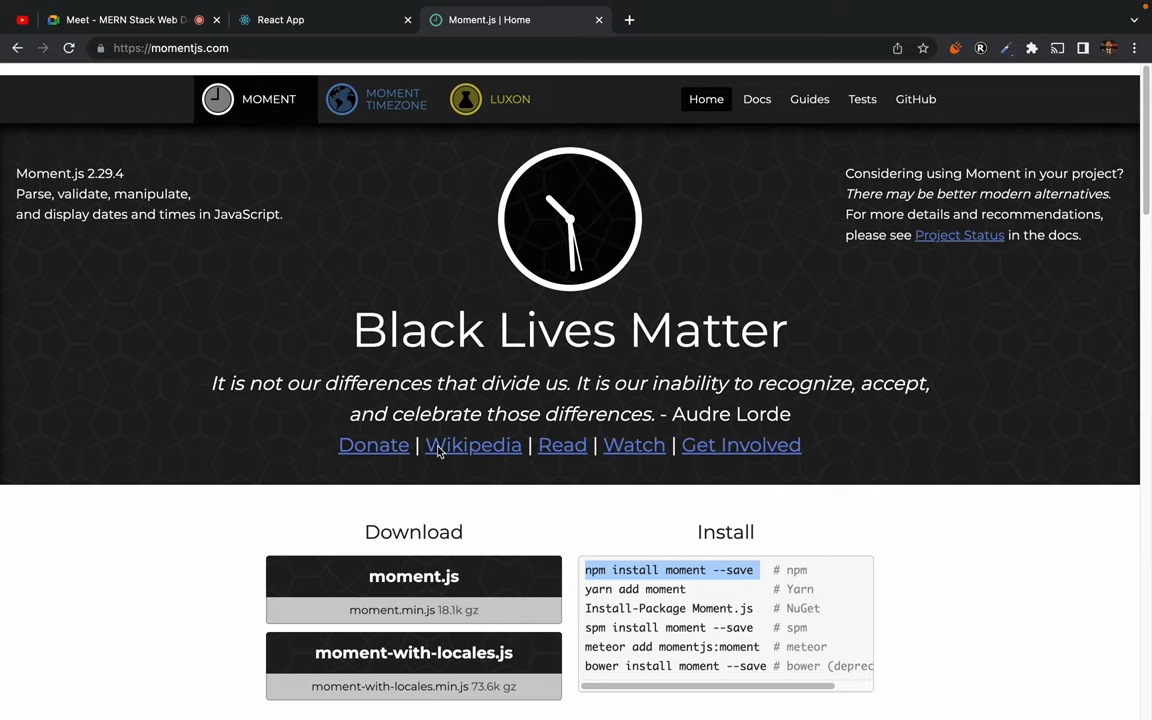 Meet - MERN Stack Web D
React App
Moment.js | Home
https://momentjs.com
MOMENT
MOMENT
TIMEZONE
LUXON
Home
Docs
Guides
Tests
GitHub
Moment.js 2.29.4
Parse, validate, manipulate,
and display dates and times in JavaScript.
Considering using Moment in your project?
There may be better modern alternatives.
For more details and recommendations,
please see Project Status in the docs.
Black Lives Matter
It is not our differences that divide us. It is our inability to recognize, accept,
and celebrate those differences. - Audre Lorde
Donate | Wikipedia | Read | Watch | Get Involved
Download
moment.js
moment.min.js 18.1k gz
moment-with-locales.js
moment-with-locales.min.js 73.6k gz
Install
npm install moment --save # npm
yarn add moment # Yarn
Install-Package Moment.js # NuGet
spm install moment --save # spm
meteor add momentjs:moment # meteor
bower install moment --save # bower (deprec